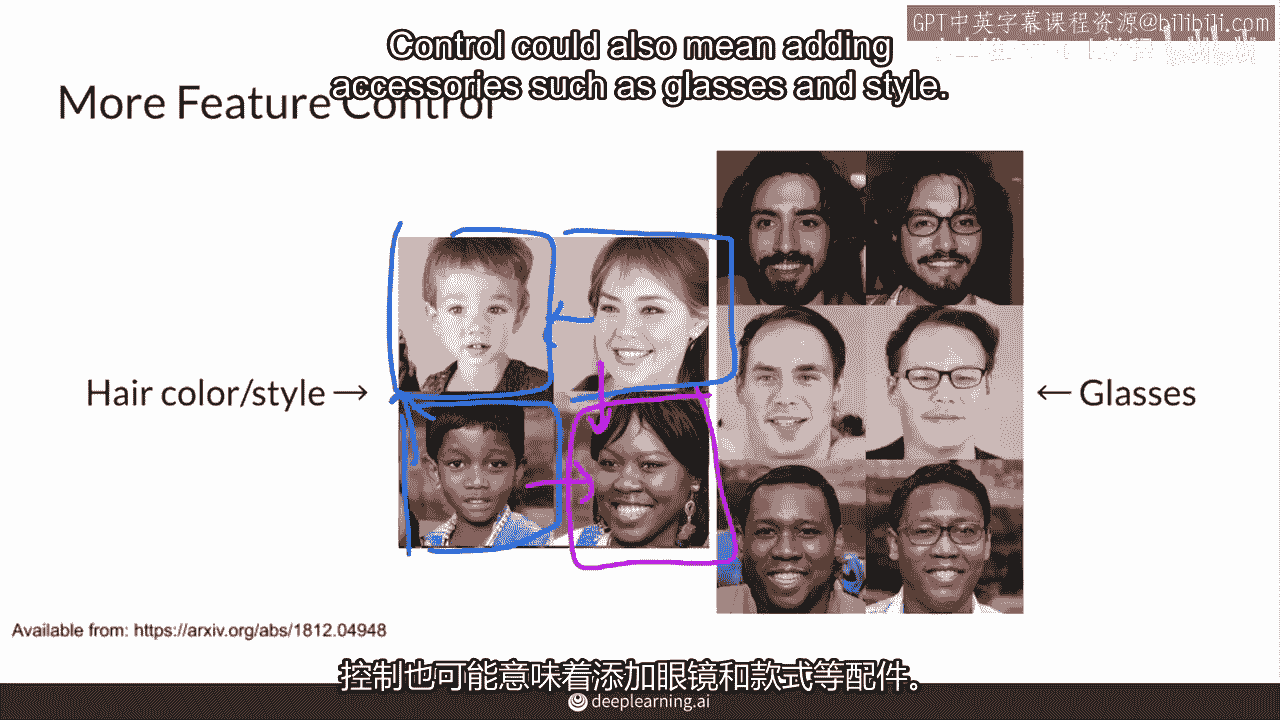 GPT中英字幕课程资源@bilibili.com
Control could also mean adding
accessories such as glasses and style.
More Feature Control
Hair color/style →
← Glasses
Available from: https://arxiv.org/abs/1812.04948
控制也可能意味着添加眼镜和款式等配件。
deeplearning.ai